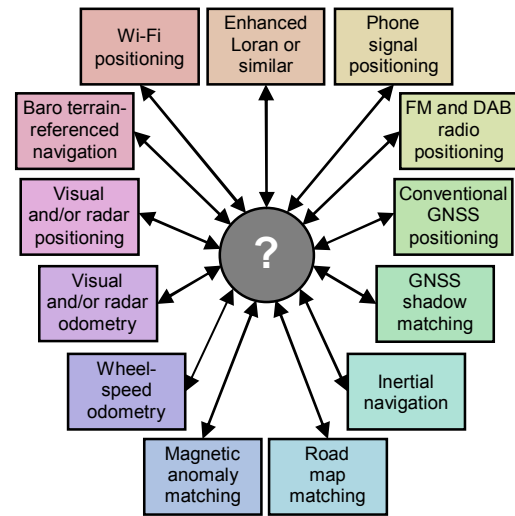 Wi-Fi
positioning
Enhanced
Loran or
similar
Phone
signal
positioning
Baro terrain-
referenced
navigation
FM and DAB
radio
positioning
Visual
and/or radar
positioning
Conventional
GNSS
positioning
?
Visual
and/or radar
odometry
GNSS
shadow
matching
Wheel-
speed
odometry
Inertial
navigation
Magnetic
anomaly
matching
Road
map
matching